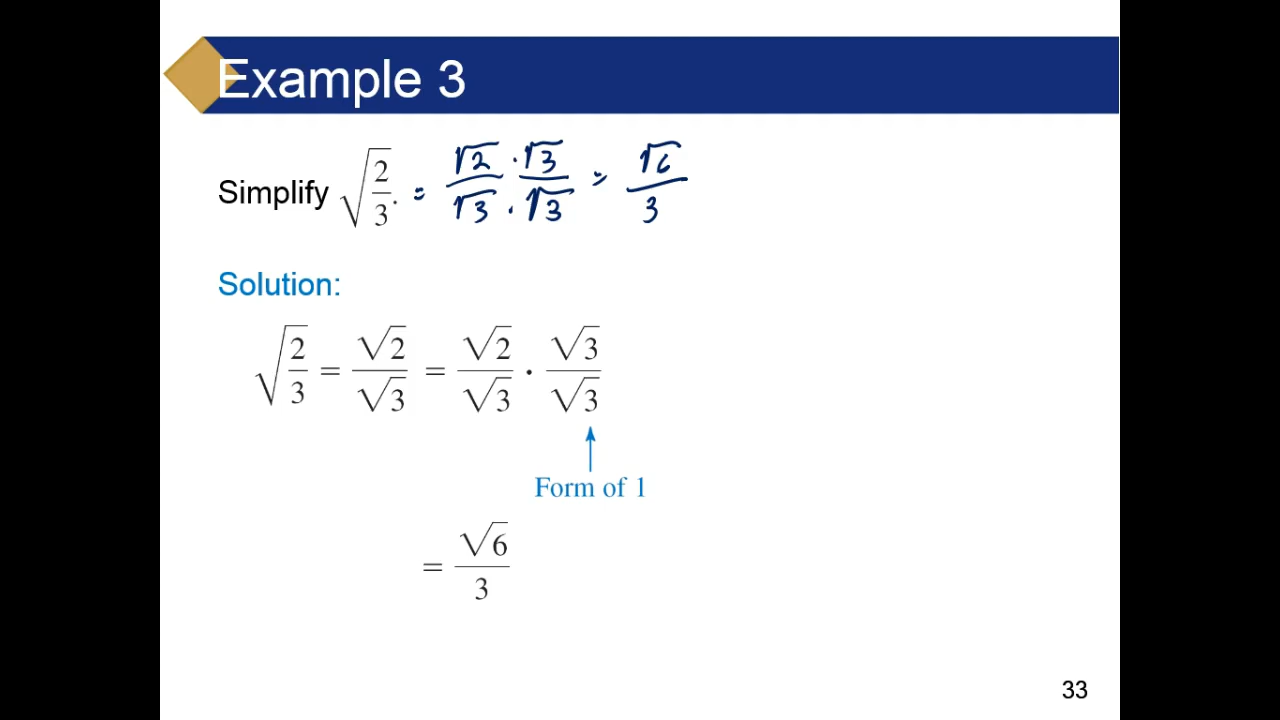 Example 3
Simplify √(2/3). = (√2 · √3)/(√3 · √3) = √6/3
Solution:
√(2/3) = √2/√3 = √2/√3 · √3/√3
Form of 1
= √6/3
33